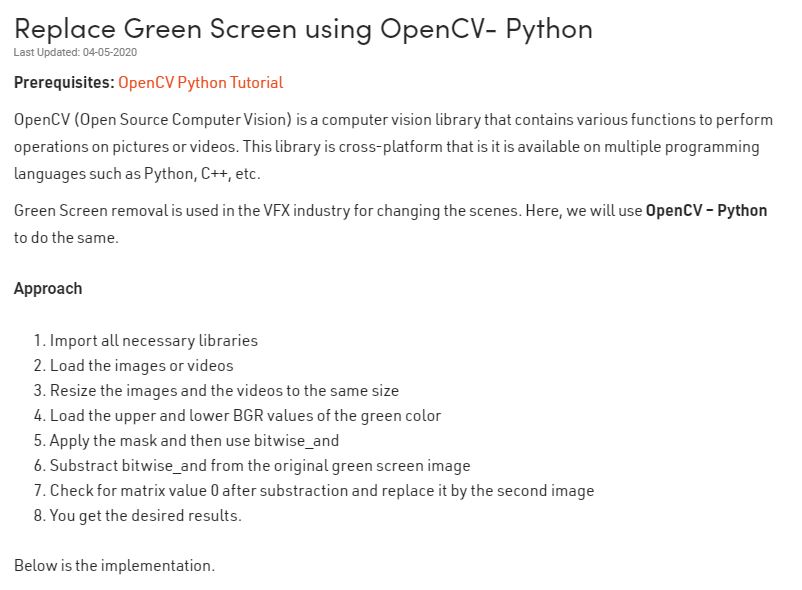 Replace Green Screen using OpenCV- Python
Last Updated: 04-05-2020
Prerequisites: OpenCV Python Tutorial
OpenCV (Open Source Computer Vision) is a computer vision library that contains various functions to perform
operations on pictures or videos. This library is cross-platform that is it is available on multiple programming
languages such as Python, C++, etc.
Green Screen removal is used in the VFX industry for changing the scenes. Here, we will use OpenCV – Python
to do the same.
Approach
1. Import all necessary libraries
2. Load the images or videos
3. Resize the images and the videos to the same size
4. Load the upper and lower BGR values of the green color
5. Apply the mask and then use bitwise_and
6. Substract bitwise_and from the original green screen image
7. Check for matrix value 0 after substraction and replace it by the second image
8. You get the desired results.
Below is the implementation.